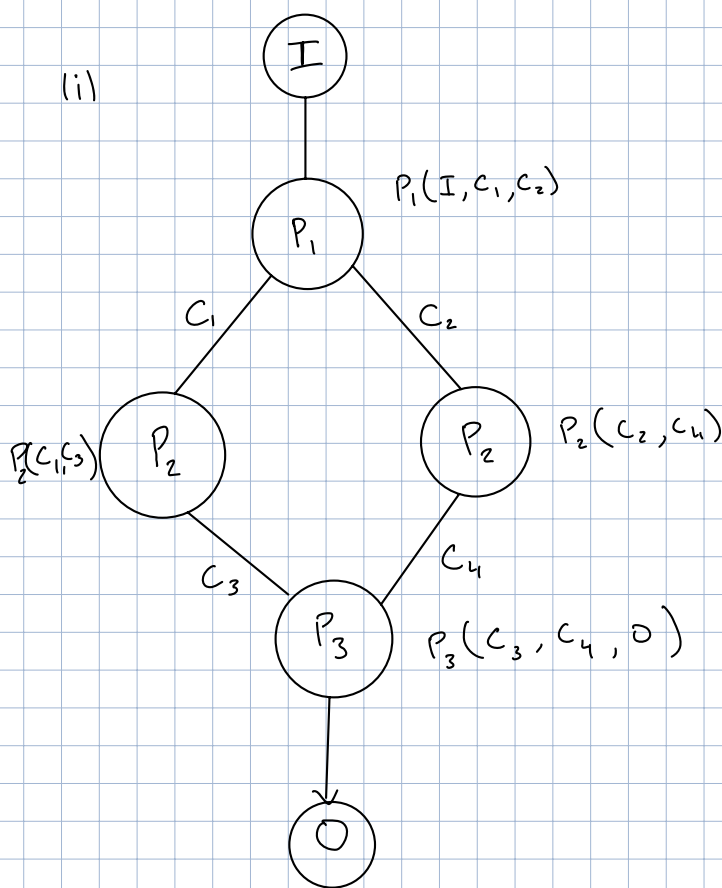 I
(i)
P₁(I, C₁, C₂)
P₁
C₁
C₂
P₂(C₁, C₃)
P₂
P₂
P₂(C₂, C₄)
C₃
C₄
P₃
P₃(C₃, C₄, O)
O